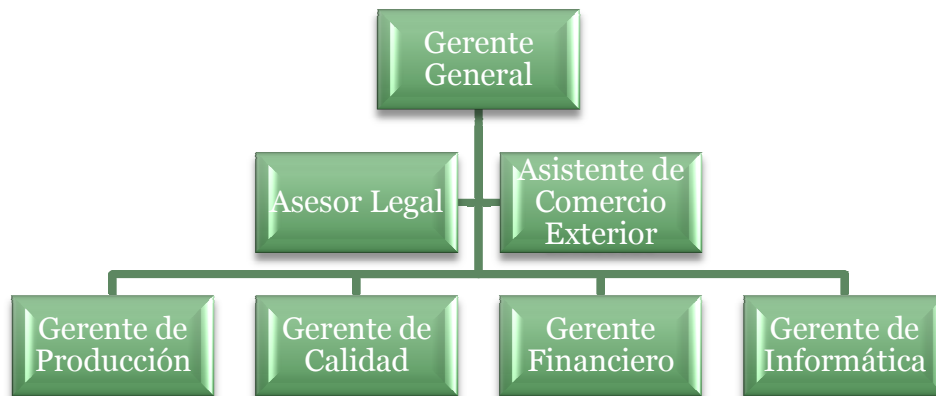 Gerente
General
Asesor Legal
Asistente de
Comercio
Exterior
Gerente de
Producción
Gerente de
Calidad
Gerente
Financiero
Gerente de
Informática